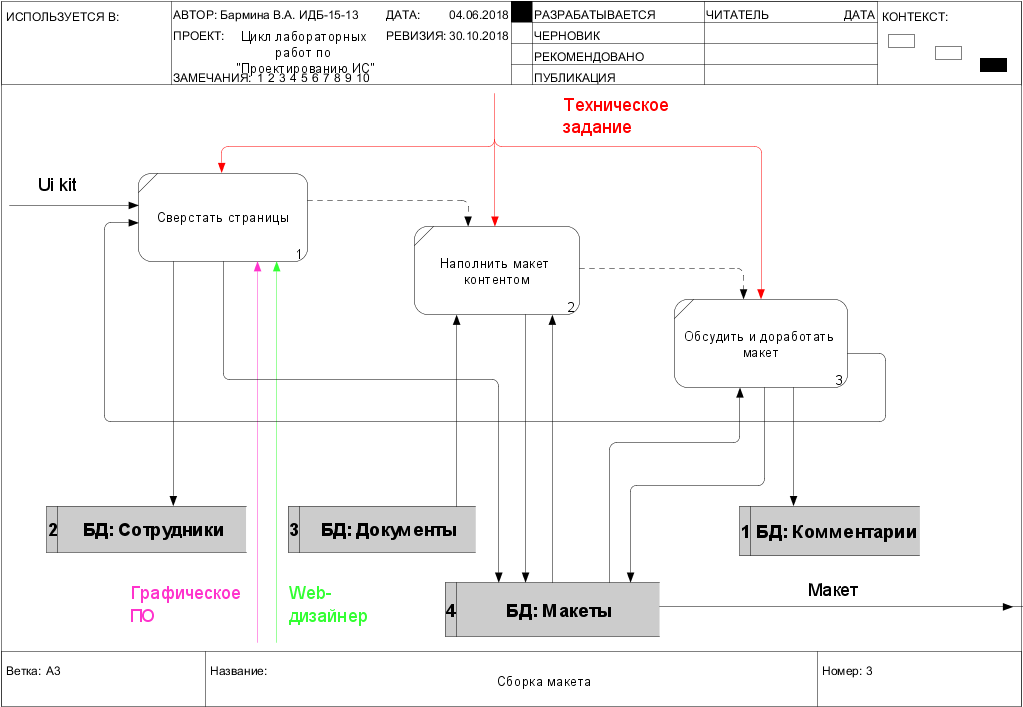 ИСПОЛЬЗУЕТСЯ В:
АВТОР: Бармина В.А. ИДБ-15-13
ДАТА: 04.06.2018
ПРОЕКТ: Цикл лабораторных
работ по
"Проектированию ИС"
РЕВИЗИЯ: 30.10.2018
ЗАМЕЧАНИЯ: 1 2 3 4 5 6 7 8 9 10
РАЗРАБАТЫВАЕТСЯ
ЧЕРНОВИК
РЕКОМЕНДОВАНО
ПУБЛИКАЦИЯ
ЧИТАТЕЛЬ ДАТА
КОНТЕКСТ:
Техническое
задание
Ui kit
Сверстать страницы
1
Наполнить макет
контентом
2
Обсудить и доработать
макет
3
2 БД: Сотрудники
3 БД: Документы
1 БД: Комментарии
Графическое
ПО
Web-
дизайнер
4 БД: Макеты
Макет
Ветка: A3
Название:
Сборка макета
Номер: 3